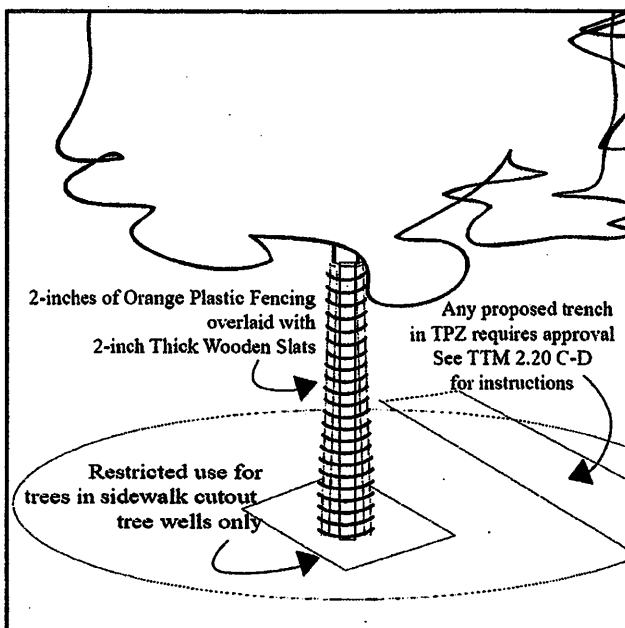 2-inches of Orange Plastic Fencing
overlaid with
2-inch Thick Wooden Slats
Any proposed trench
in TPZ requires approval
See TTM 2.20 C-D
for instructions
Restricted use for
trees in sidewalk cutout
tree wells only